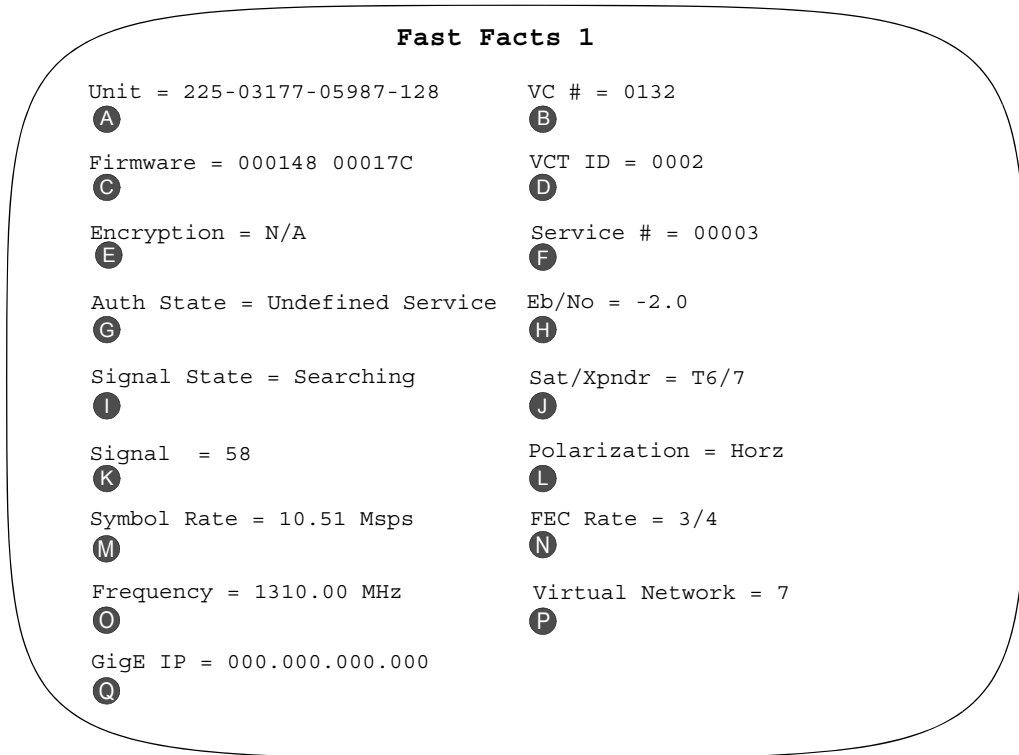 Fast Facts 1
Unit = 225-03177-05987-128 VC # = 0132
A B
Firmware = 000148 00017C VCT ID = 0002
C D
Encryption = N/A Service # = 00003
E F
Auth State = Undefined Service Eb/No = -2.0
G H
Signal State = Searching Sat/Xpndr = T6/7
I J
Signal = 58 Polarization = Horz
K L
Symbol Rate = 10.51 Msps FEC Rate = 3/4
M N
Frequency = 1310.00 MHz Virtual Network = 7
O P
GigE IP = 000.000.000.000
Q